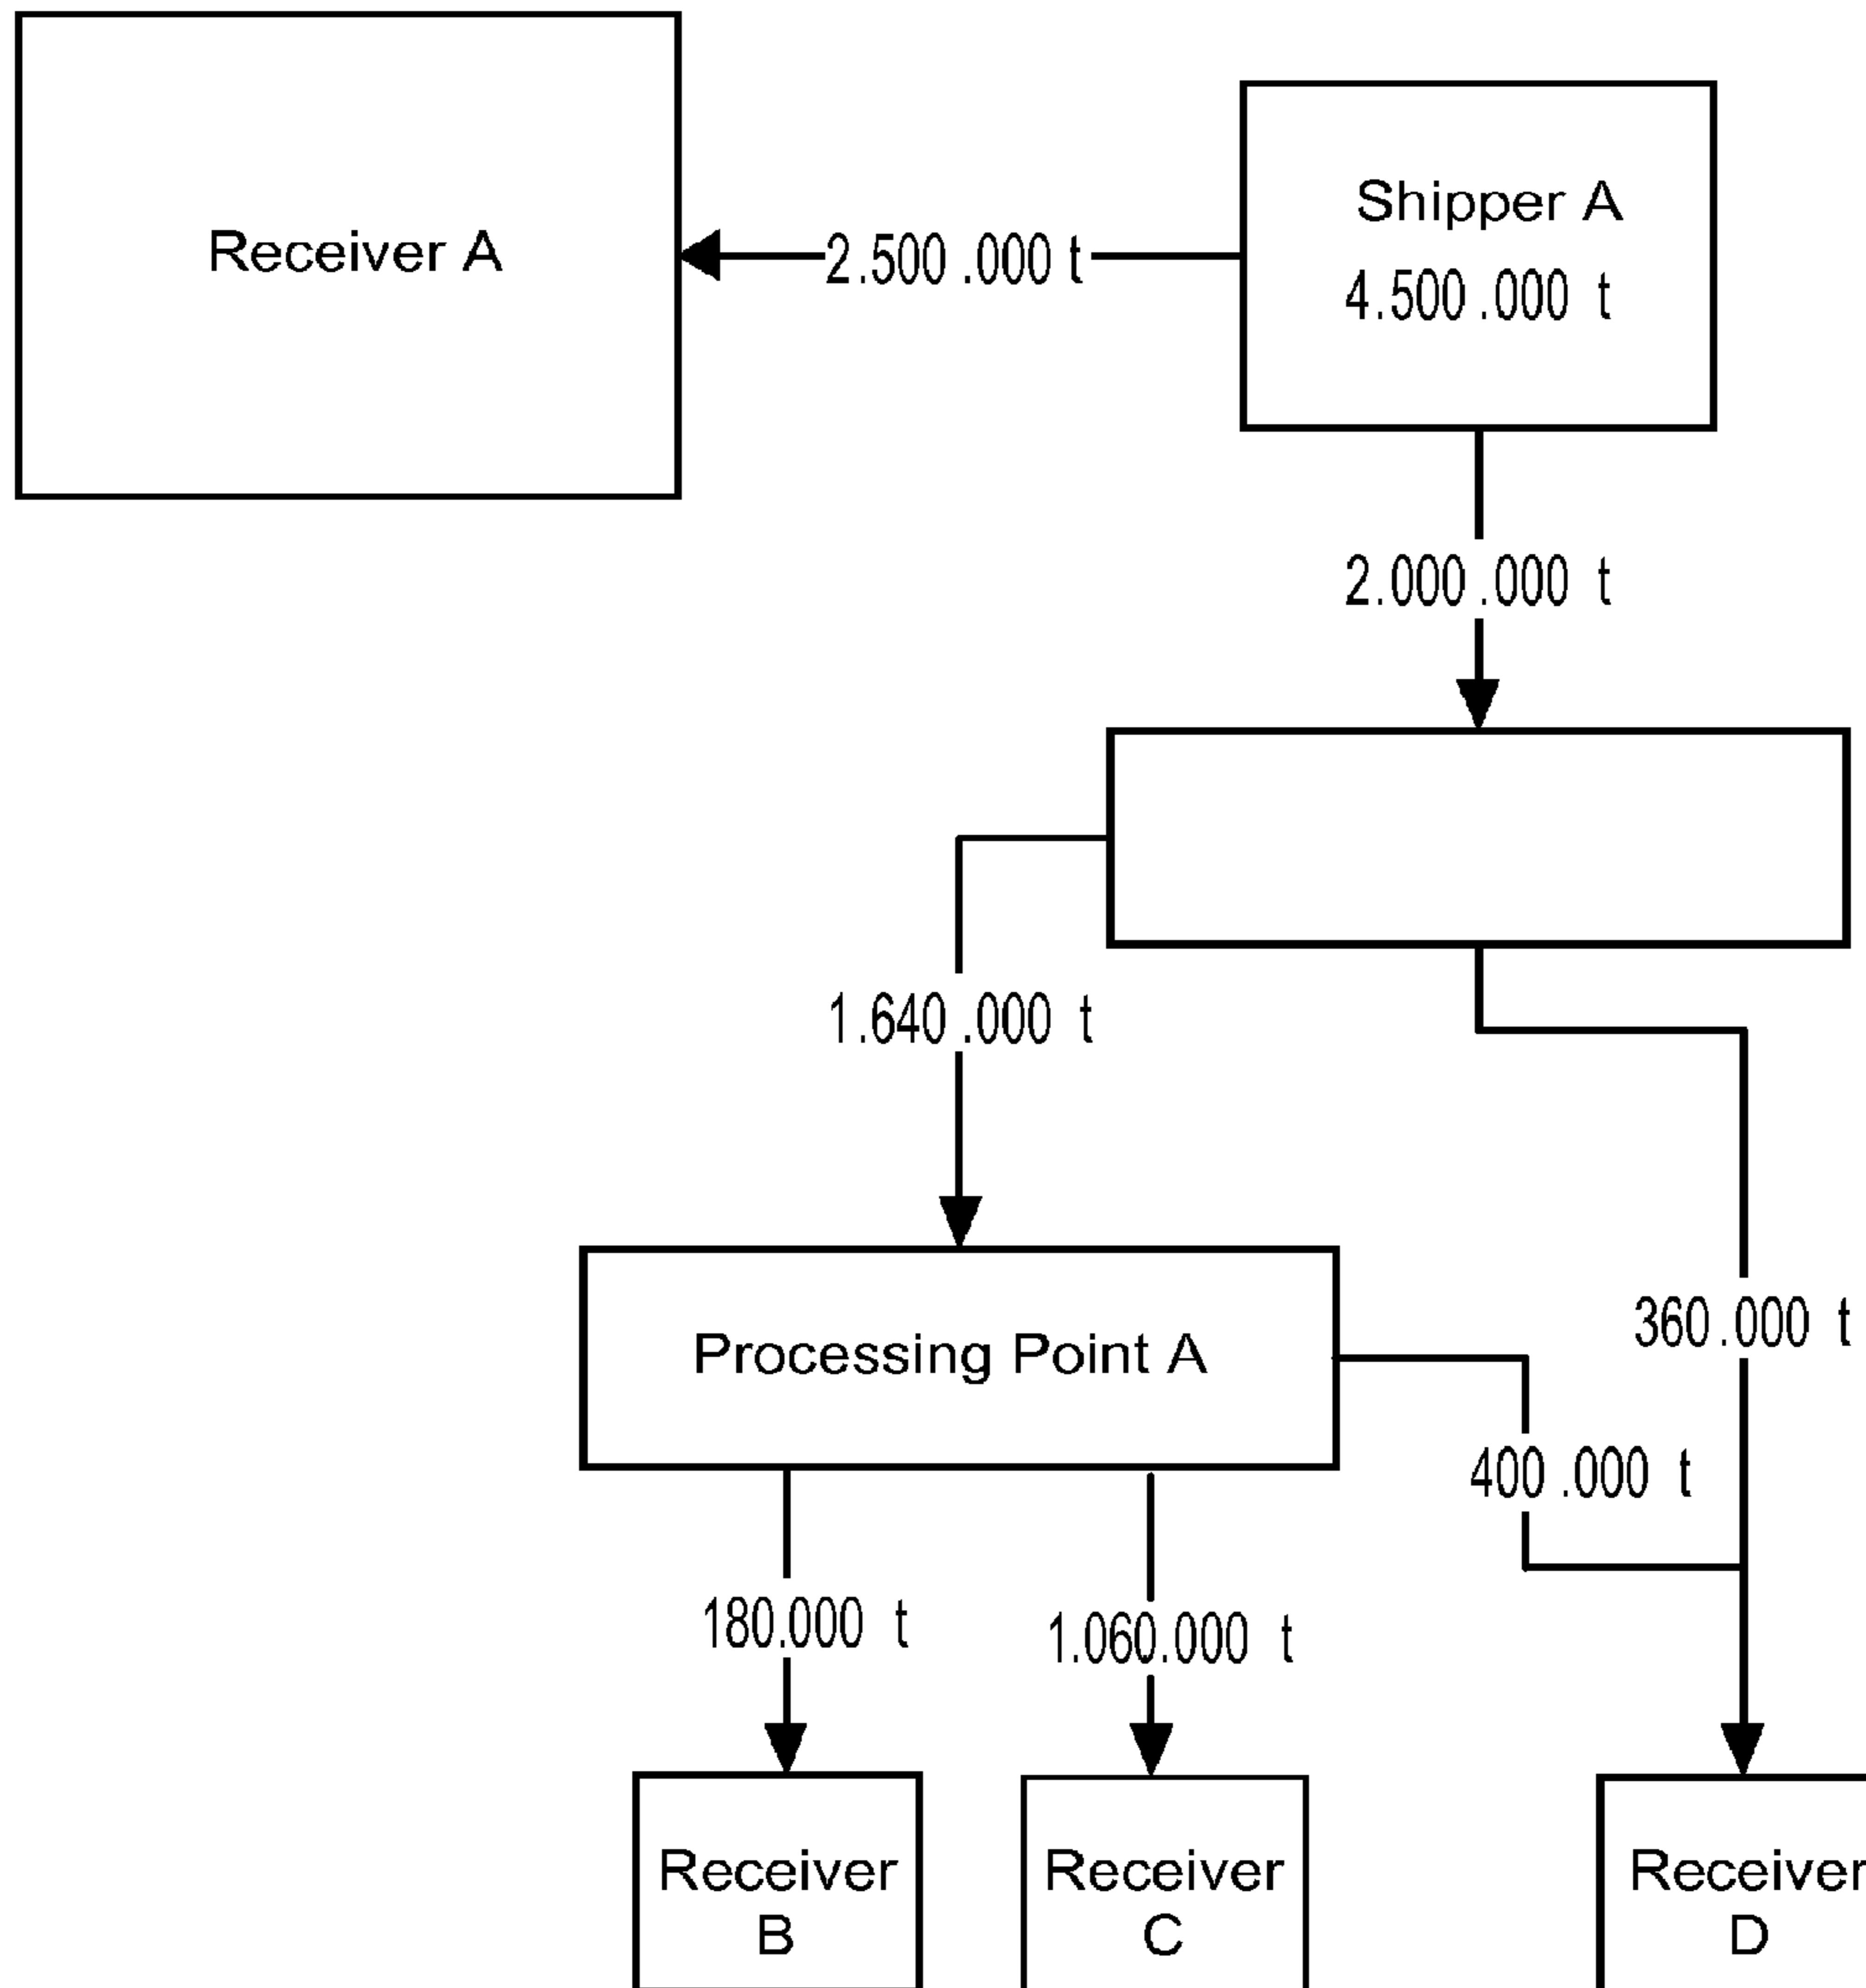 Receiver A
Shipper A
4.500.000 t
2.500.000 t
2.000.000 t
1.640.000 t
360.000 t
Processing Point A
400.000 t
180.000 t
1.060.000 t
Receiver
B
Receiver
C
Receiver
D